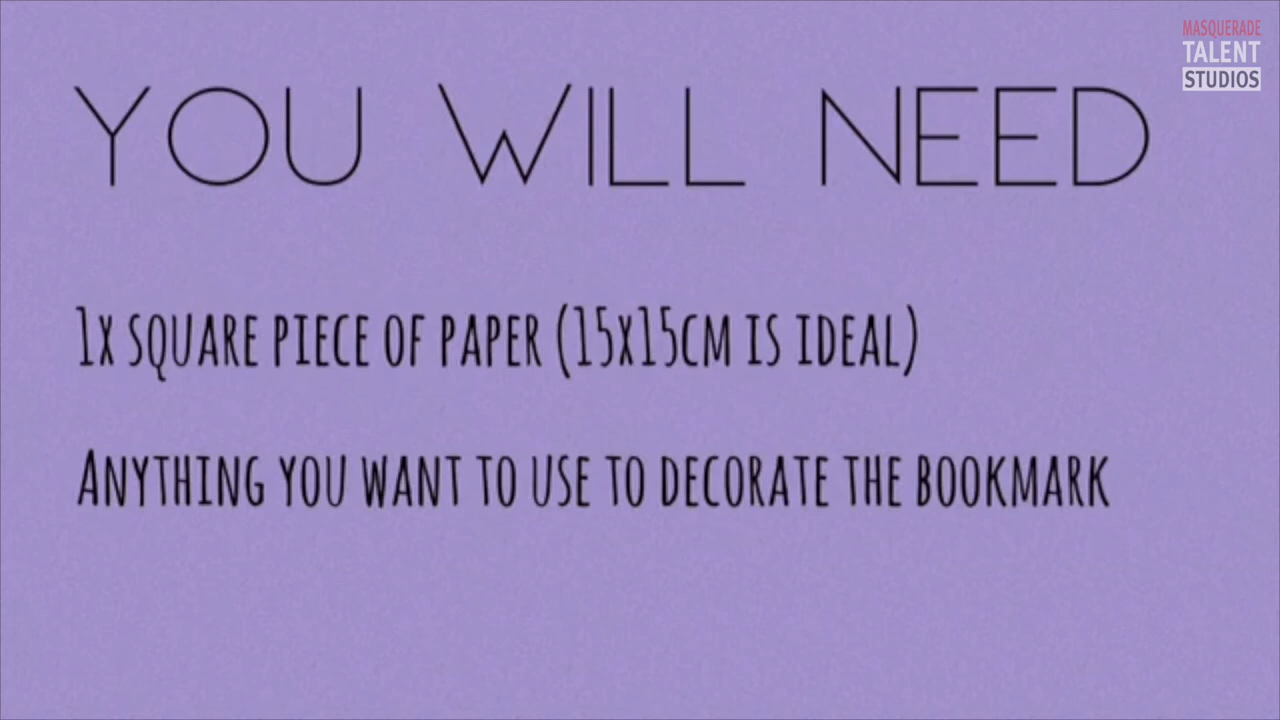 MASQUERADE
TALENT
STUDIOS
YOU WILL NEED
1x SQUARE PIECE OF PAPER (15x15CM IS IDEAL)
ANYTHING YOU WANT TO USE TO DECORATE THE BOOKMARK